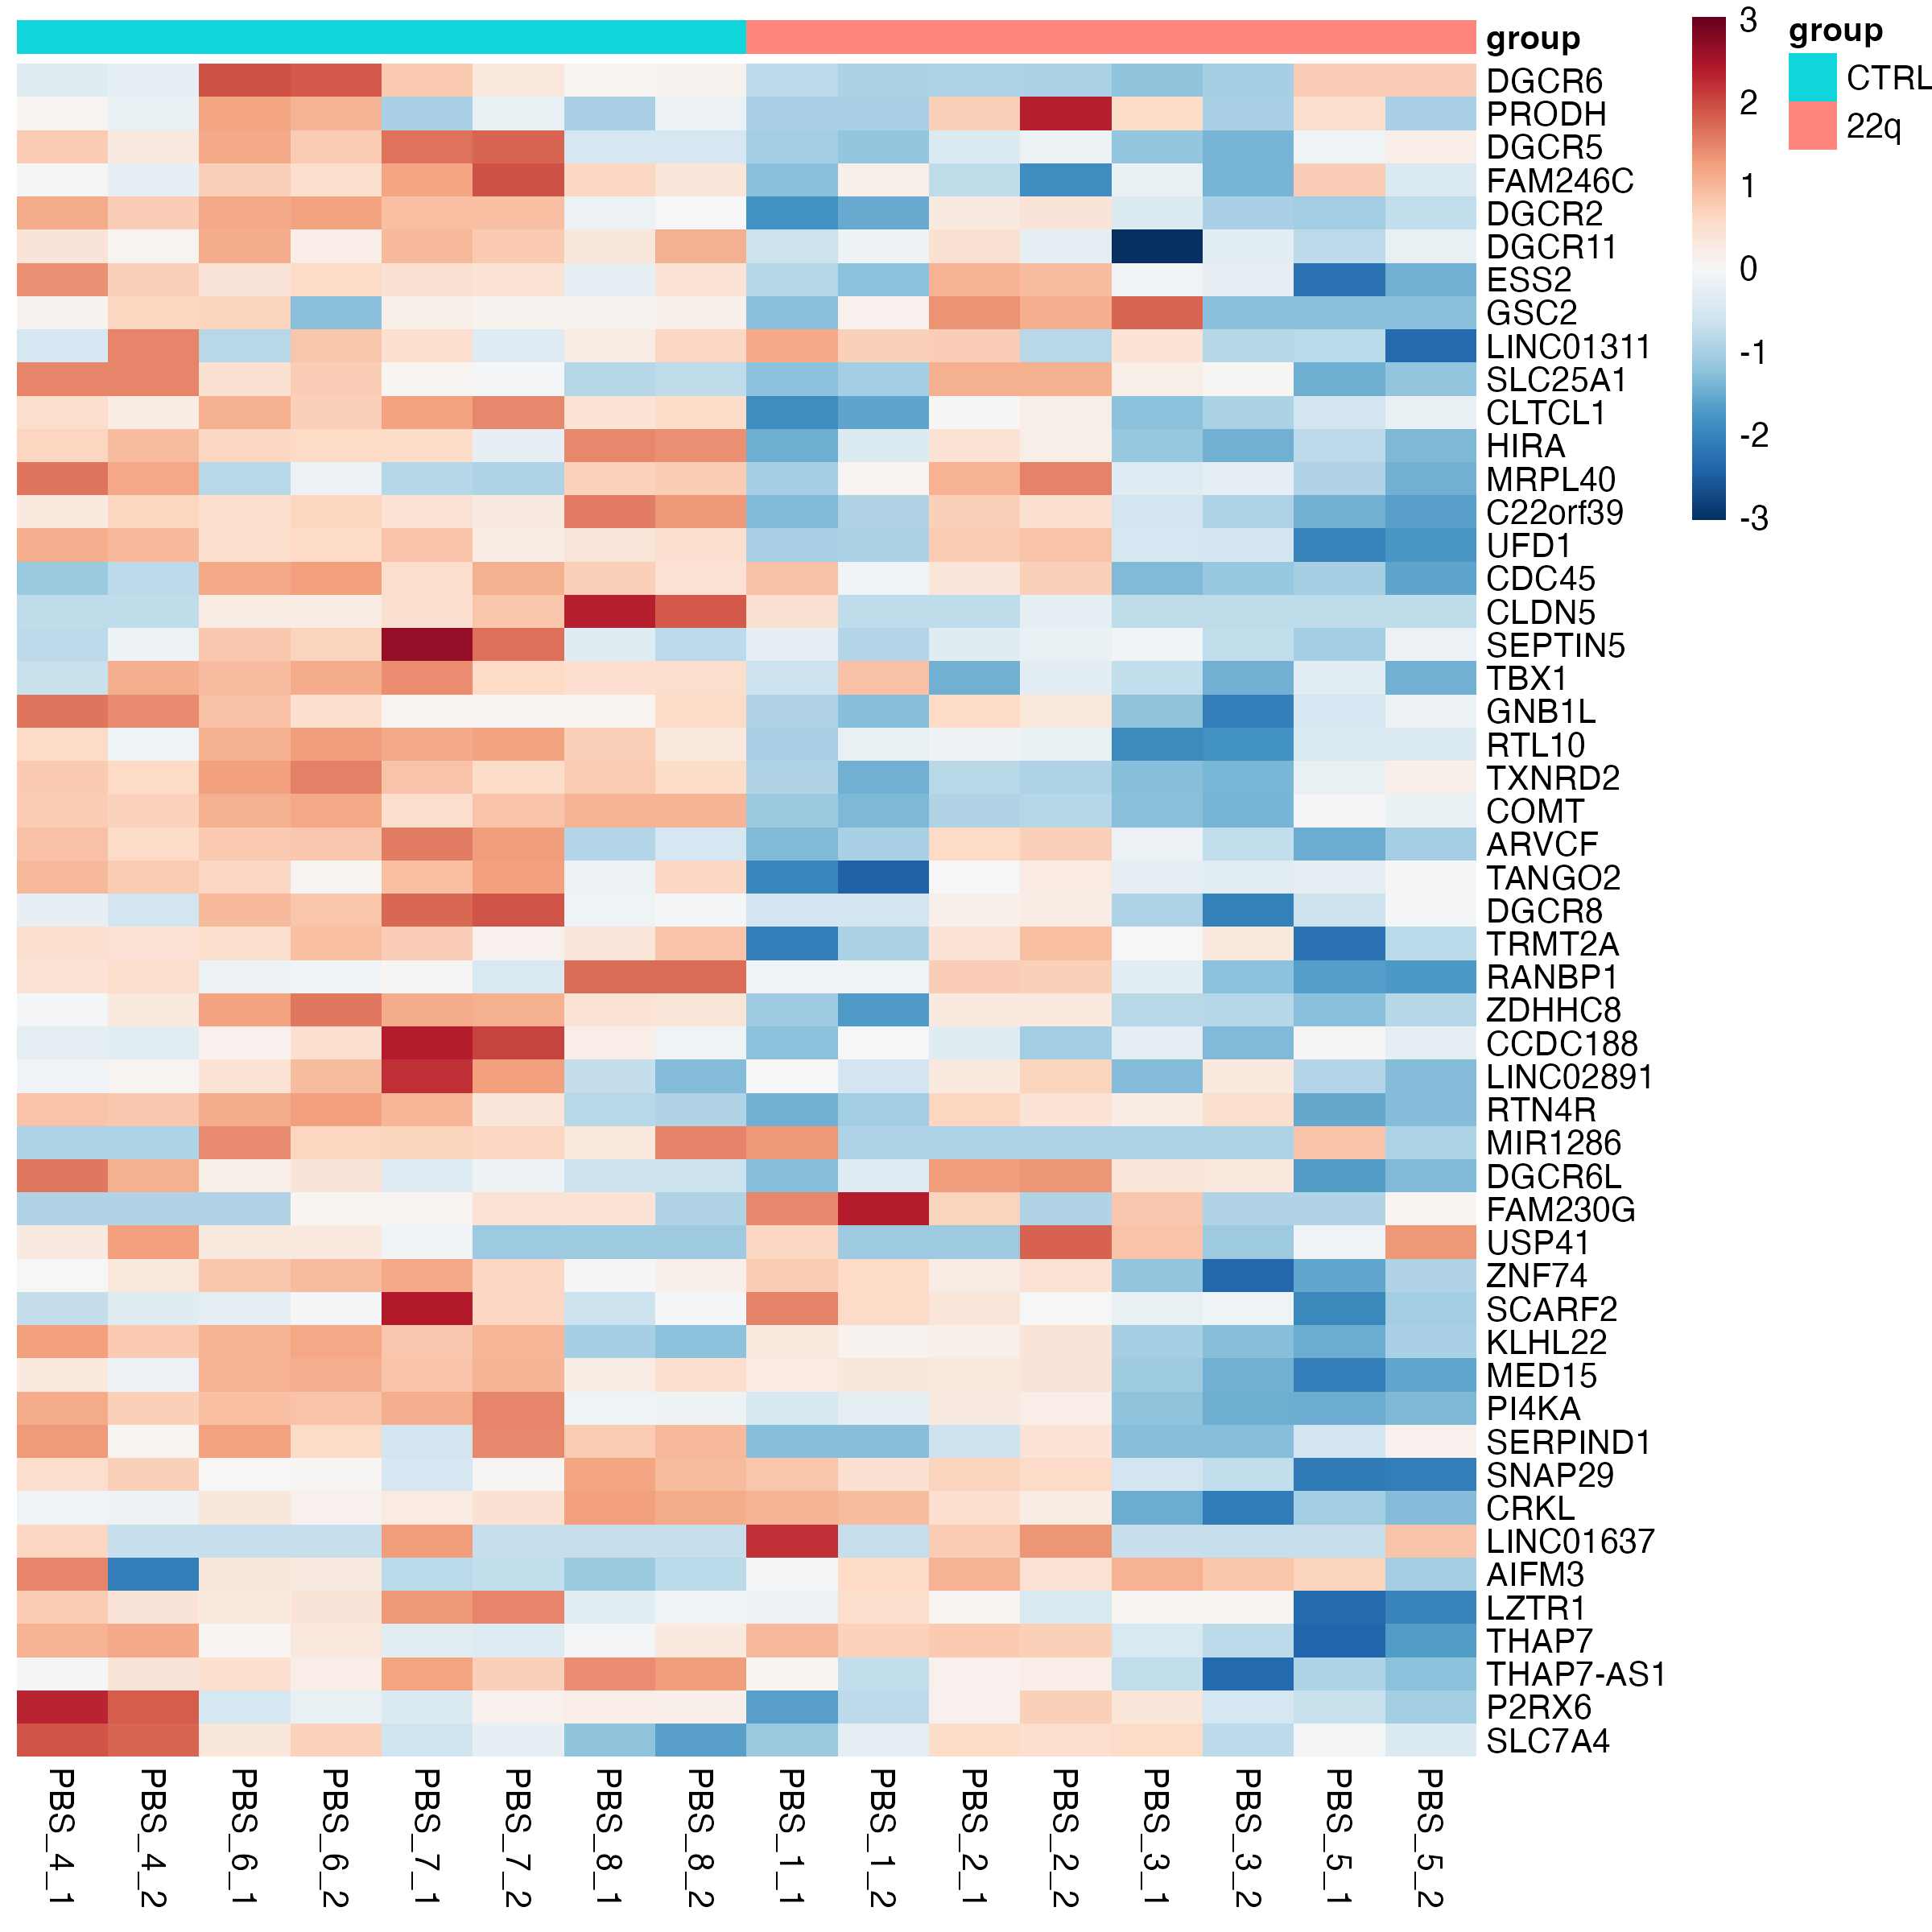 group
DGCR6
PRODH
DGCR5
FAM246C
DGCR2
DGCR11
ESS2
GSC2
LINC01311
SLC25A1
CLTCL1
HIRA
MRPL40
C22orf39
UFD1
CDC45
CLDN5
SEPTIN5
TBX1
GNB1L
RTL10
TXNRD2
COMT
ARVCF
TANGO2
DGCR8
TRMT2A
RANBP1
ZDHHC8
CCDC188
LINC02891
RTN4R
MIR1286
DGCR6L
FAM230G
USP41
ZNF74
SCARF2
KLHL22
MED15
PI4KA
SERPIND1
SNAP29
CRKL
LINC01637
AIFM3
LZTR1
THAP7
THAP7-AS1
P2RX6
SLC7A4
PBS_4_1
PBS_4_2
PBS_6_1
PBS_6_2
PBS_7_1
PBS_7_2
PBS_8_1
PBS_8_2
PBS_1_1
PBS_1_2
PBS_2_1
PBS_2_2
PBS_3_1
PBS_3_2
PBS_5_1
PBS_5_2
3
2
1
0
-1
-2
-3
group
CTRL
22q